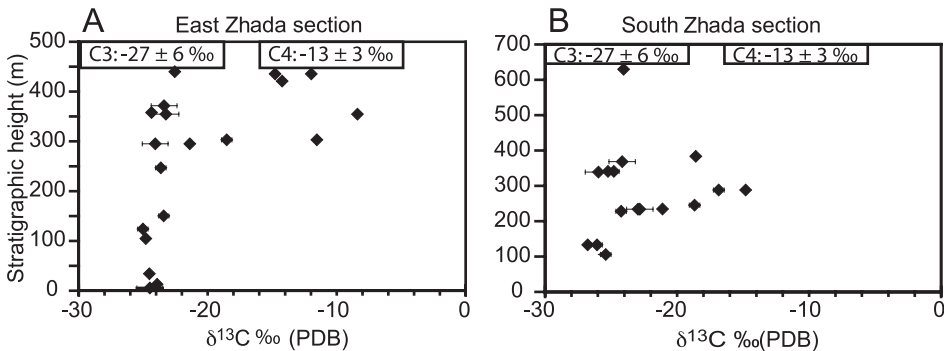 A East Zhada section
C3:-27 ± 6 ‰ C4:-13 ± 3 ‰
Stratigraphic height (m)
500
400
300
200
100
0
-30 -20 -10 0
δ¹³C ‰ (PDB)
B South Zhada section
C3:-27 ± 6 ‰ C4:-13 ± 3 ‰
700
600
500
400
300
200
100
0
-30 -20 -10 0
δ¹³C ‰(PDB)